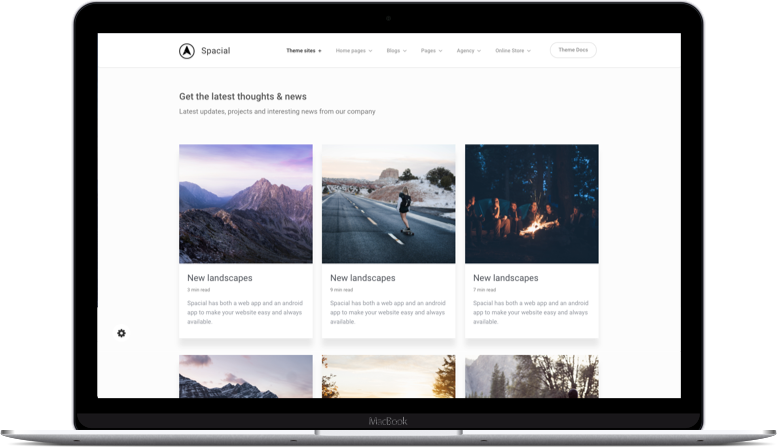 Spacial
Theme sites +
Home pages
Blogs
Pages
Agency
Online Store
Theme Docs
Get the latest thoughts & news
Latest updates, projects and interesting news from our company
New landscapes
3 min read
Spacial has both a web app and an android
app to make your website easy and always
available.
New landscapes
9 min read
Spacial has both a web app and an android
app to make your website easy and always
available.
New landscapes
7 min read
Spacial has both a web app and an android
app to make your website easy and always
available.
MacBook